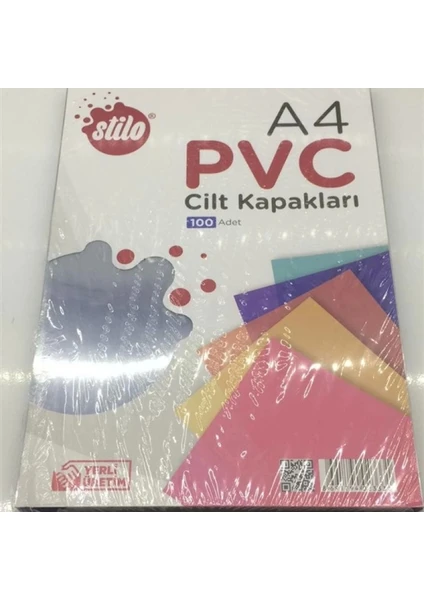 stilo®
A4
PVC
Cilt Kapakları
100 Adet
YERLİ
ÜRETİM